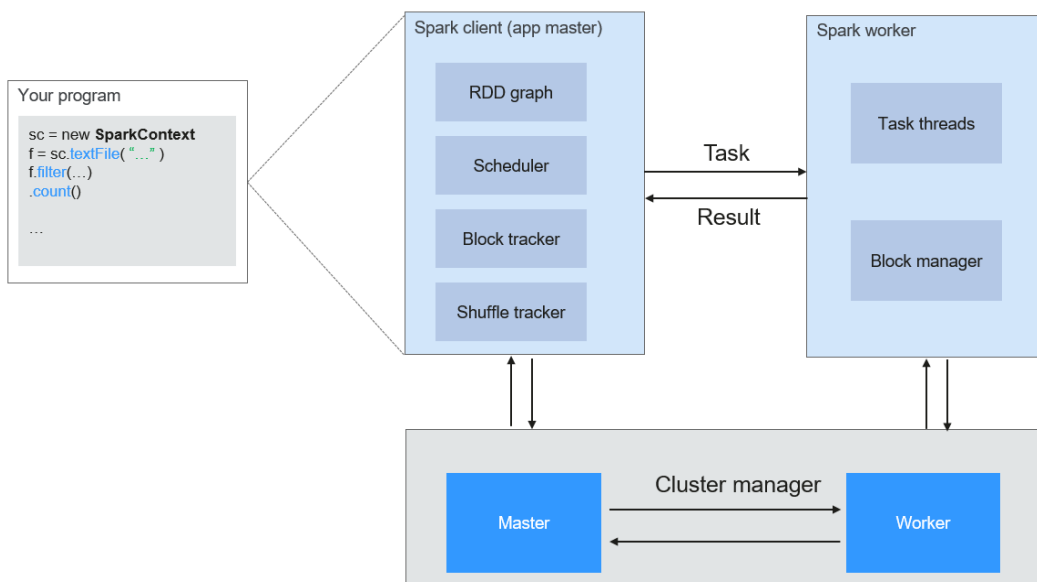 Your program
sc = new SparkContext
f = sc.textFile( “…” )
f.filter(…)
.count()
…
Spark client (app master)
RDD graph
Scheduler
Block tracker
Shuffle tracker
Task
Result
Spark worker
Task threads
Block manager
Cluster manager
Master
Worker